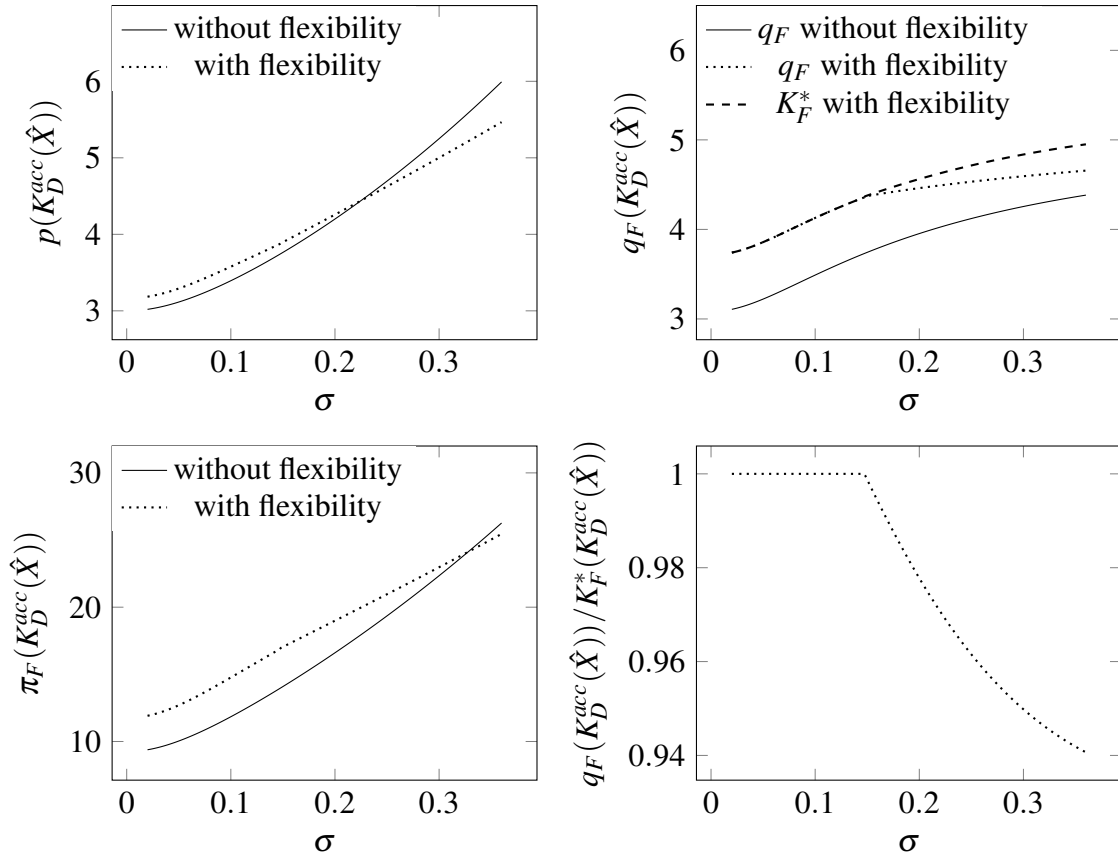 without flexibility
with flexibility
6
5
4
3
p(K_D^{acc}(X̂))
0 0.1 0.2 0.3
σ
q_F without flexibility
q_F with flexibility
K_F^* with flexibility
6
5
4
3
q_F(K_D^{acc}(X̂))
0 0.1 0.2 0.3
σ
without flexibility
with flexibility
30
20
10
π_F(K_D^{acc}(X̂))
0 0.1 0.2 0.3
σ
1
0.98
0.96
0.94
q_F(K_D^{acc}(X̂))/K_F^*(K_D^{acc}(X̂))
0 0.1 0.2 0.3
σ